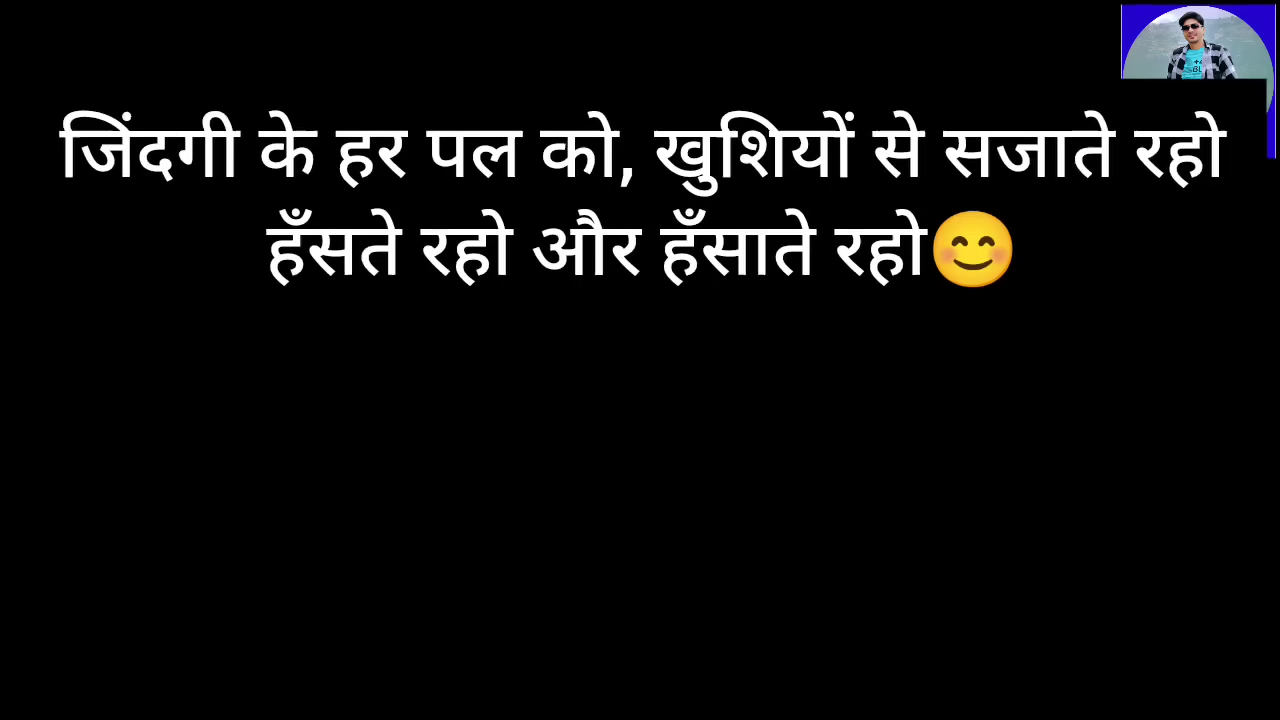 जिंदगी के हर पल को, खुशियों से सजाते रहो
हँसते रहो और हँसाते रहो😊